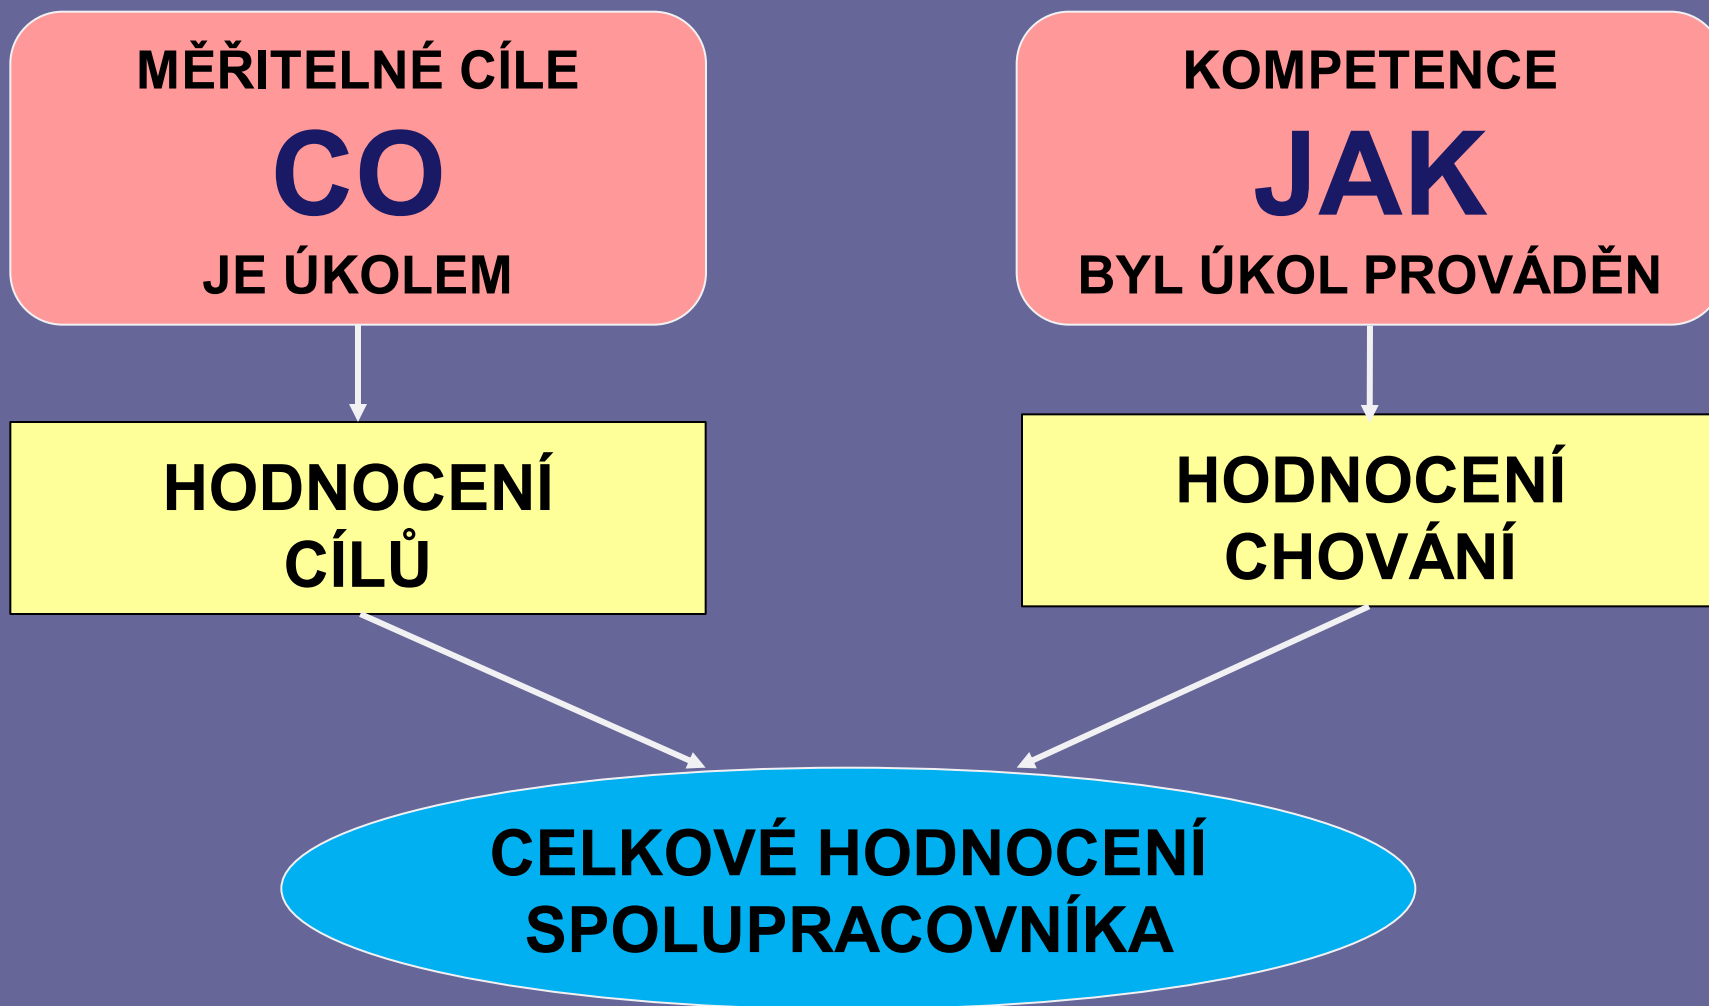 MĚŘITELNÉ CÍLE
CO
JE ÚKOLEM
KOMPETENCE
JAK
BYL ÚKOL PROVÁDĚN
HODNOCENÍ
CÍLŮ
HODNOCENÍ
CHOVÁNÍ
CELKOVÉ HODNOCENÍ
SPOLUPRACOVNÍKA